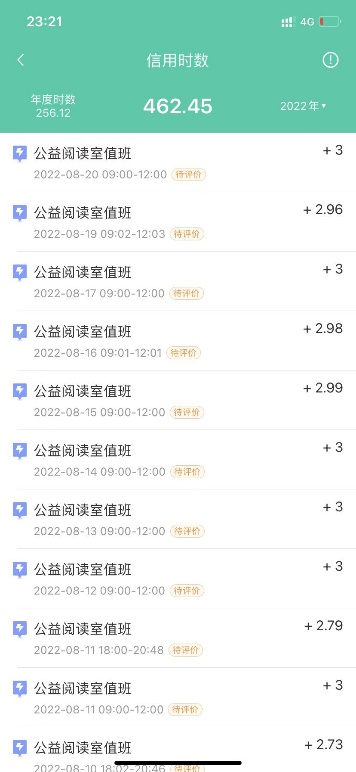 23:21
4G
信用时数
年度时数
256.12
462.45
2022年
公益阅读室值班
+ 3
2022-08-20 09:00-12:00 待评价
公益阅读室值班
+ 2.96
2022-08-19 09:02-12:03 待评价
公益阅读室值班
+ 3
2022-08-17 09:00-12:00 待评价
公益阅读室值班
+ 2.98
2022-08-16 09:01-12:01 待评价
公益阅读室值班
+ 2.99
2022-08-15 09:00-12:00 待评价
公益阅读室值班
+ 3
2022-08-14 09:00-12:00 待评价
公益阅读室值班
+ 3
2022-08-13 09:00-12:00 待评价
公益阅读室值班
+ 3
2022-08-12 09:00-12:00 待评价
公益阅读室值班
+ 2.79
2022-08-11 18:00-20:48 待评价
公益阅读室值班
+ 3
2022-08-11 09:00-12:00 待评价
公益阅读室值班
+ 2.73
2022-08-10 18:02-20:46 待评价